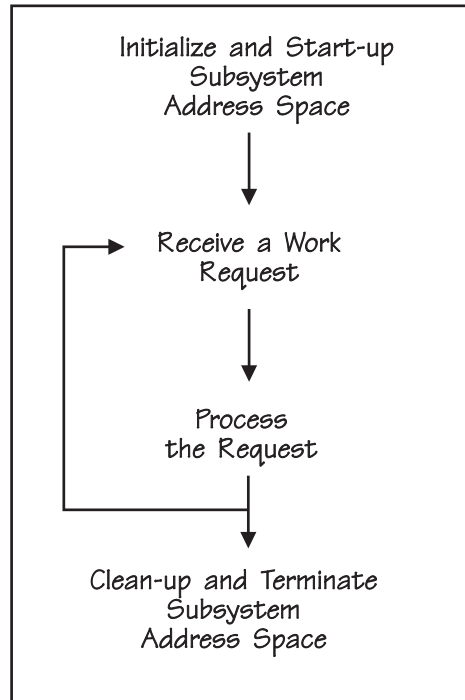 Initialize and Start-up
Subsystem
Address Space
Receive a Work
Request
Process
the Request
Clean-up and Terminate
Subsystem
Address Space